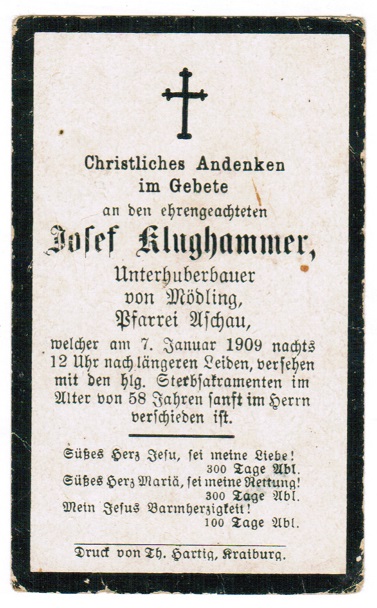 Christliches Andenken
im Gebete
an den ehrengeachteten
Josef Klughammer,
Unterhuberbauer
von Mödling,
Pfarrei Aschau,
welcher am 7. Januar 1909 nachts
12 Uhr nach längeren Leiden, versehen
mit den hlg. Sterbsakramenten im
Alter von 58 Jahren sanft im Herrn
verschieden ist.
Süßes Herz Jesu, sei meine Liebe!
300 Tage Abl.
Süßes Herz Mariä, sei meine Rettung!
300 Tage Abl.
Mein Jesus Barmherzigkeit!
100 Tage Abl.
Druck von Th. Hartig, Kraiburg.